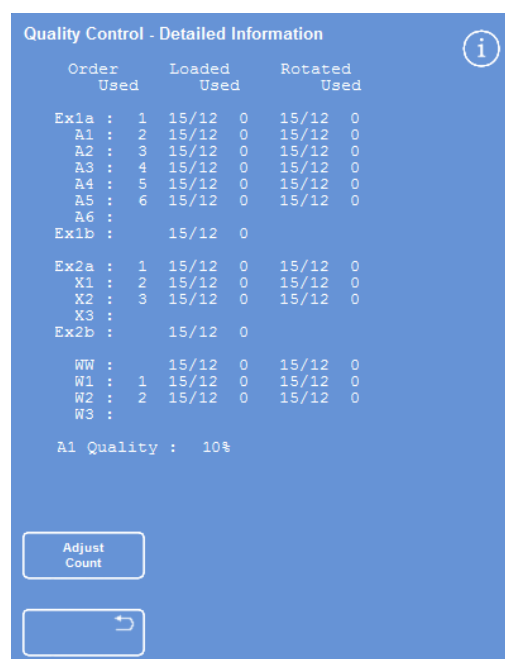 Quality Control - Detailed Information
i
Order Loaded Rotated
Used Used Used
Ex1a : 1 15/12 0 15/12 0
A1 : 2 15/12 0 15/12 0
A2 : 3 15/12 0 15/12 0
A3 : 4 15/12 0 15/12 0
A4 : 5 15/12 0 15/12 0
A5 : 6 15/12 0 15/12 0
A6 :
Ex1b : 15/12 0
Ex2a : 1 15/12 0 15/12 0
X1 : 2 15/12 0 15/12 0
X2 : 3 15/12 0 15/12 0
X3 :
Ex2b : 15/12 0
WW : 15/12 0 15/12 0
W1 : 1 15/12 0 15/12 0
W2 : 2 15/12 0 15/12 0
W3 :
A1 Quality : 10%
Adjust
Count